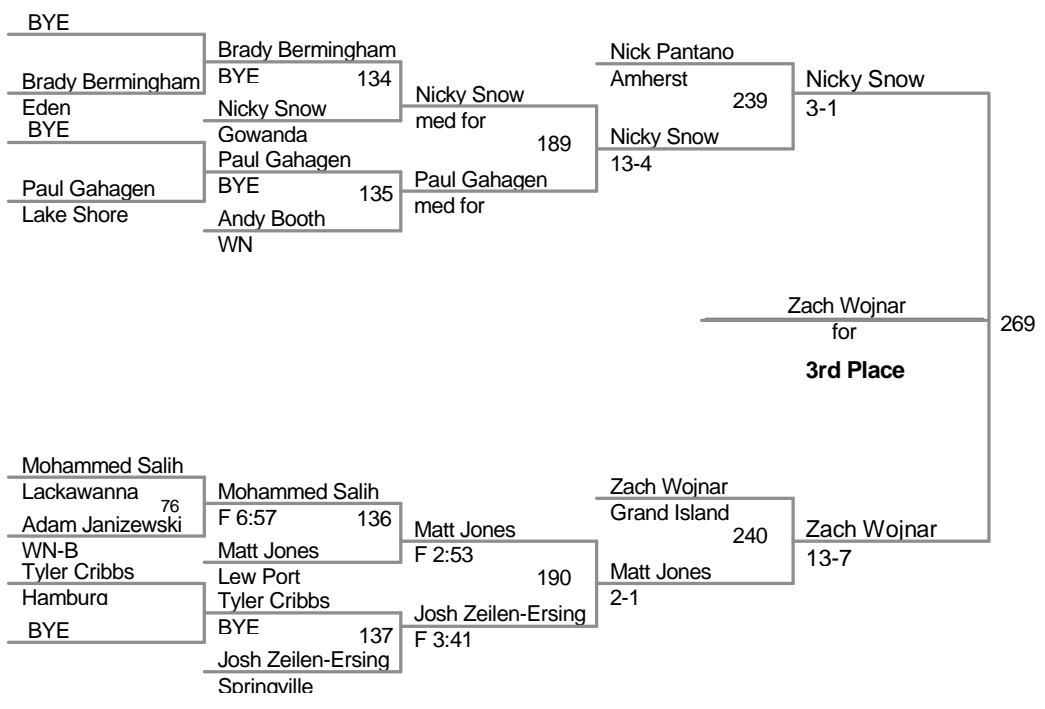 BYE
Brady Bermingham
Eden
BYE
Paul Gahagen
Lake Shore
Brady Bermingham
BYE
134
Nicky Snow
Gowanda
Paul Gahagen
BYE
135
Andy Booth
WN
Nicky Snow
med for
189
Paul Gahagen
med for
Nick Pantano
Amherst
239
Nicky Snow
13-4
Nicky Snow
3-1
Zach Wojnar
for
3rd Place
269
Mohammed Salih
Lackawanna
76
Adam Janizewski
WN-B
Tyler Cribbs
Hamburg
BYE
Mohammed Salih
F 6:57
136
Matt Jones
Lew Port
Tyler Cribbs
BYE
137
Josh Zeilen-Ersing
Springville
Matt Jones
F 2:53
190
Josh Zeilen-Ersing
F 3:41
Zach Wojnar
Grand Island
240
Matt Jones
2-1
Zach Wojnar
13-7